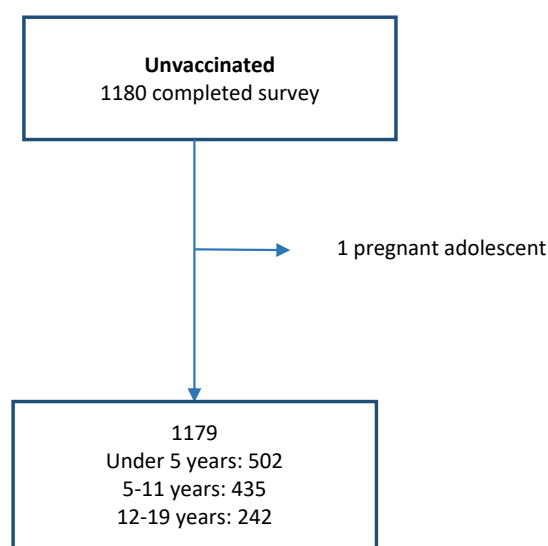 Unvaccinated
1180 completed survey
1 pregnant adolescent
1179
Under 5 years: 502
5-11 years: 435
12-19 years: 242